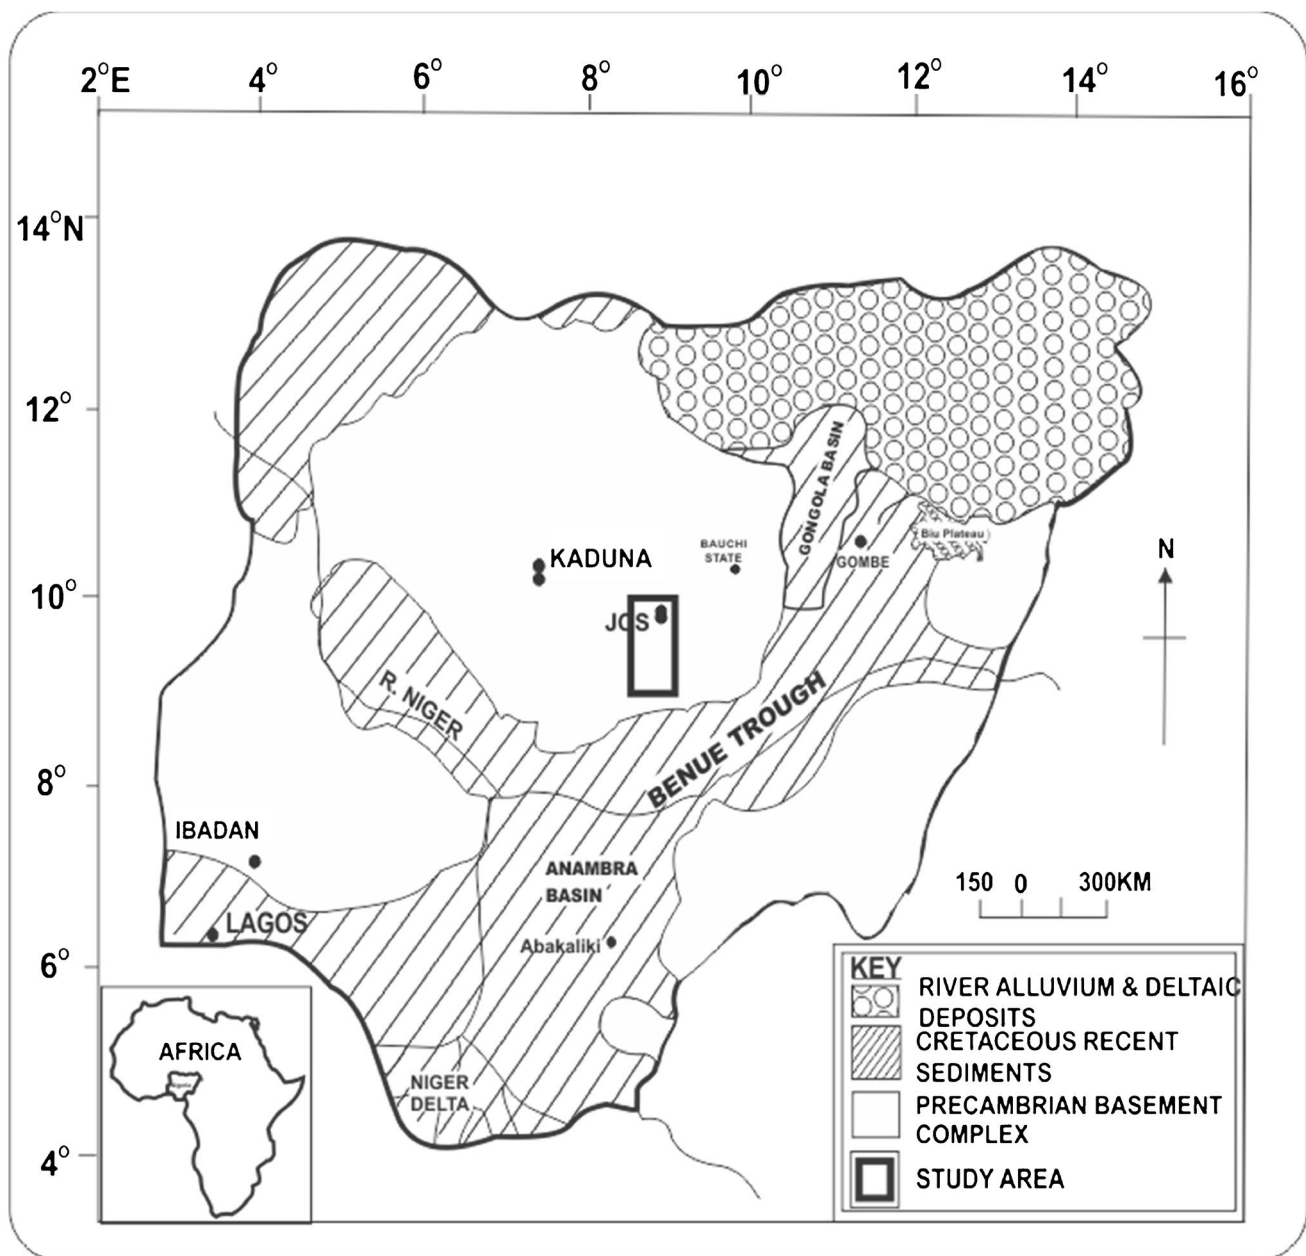 2°E 4° 6° 8° 10° 12° 14° 16°
14°N
12°
10°
8°
6°
4°
GONGOLA BASIN
Biu Plateau
GOMBE
BAUCHI
STATE
KADUNA
JOS
N
R. NIGER
BENUE TROUGH
IBADAN
LAGOS
ANAMBRA
BASIN
Abakaliki
150 0 300KM
NIGER
DELTA
AFRICA
KEY
RIVER ALLUVIUM & DELTAIC
DEPOSITS
CRETACEOUS RECENT
SEDIMENTS
PRECAMBRIAN BASEMENT
COMPLEX
STUDY AREA